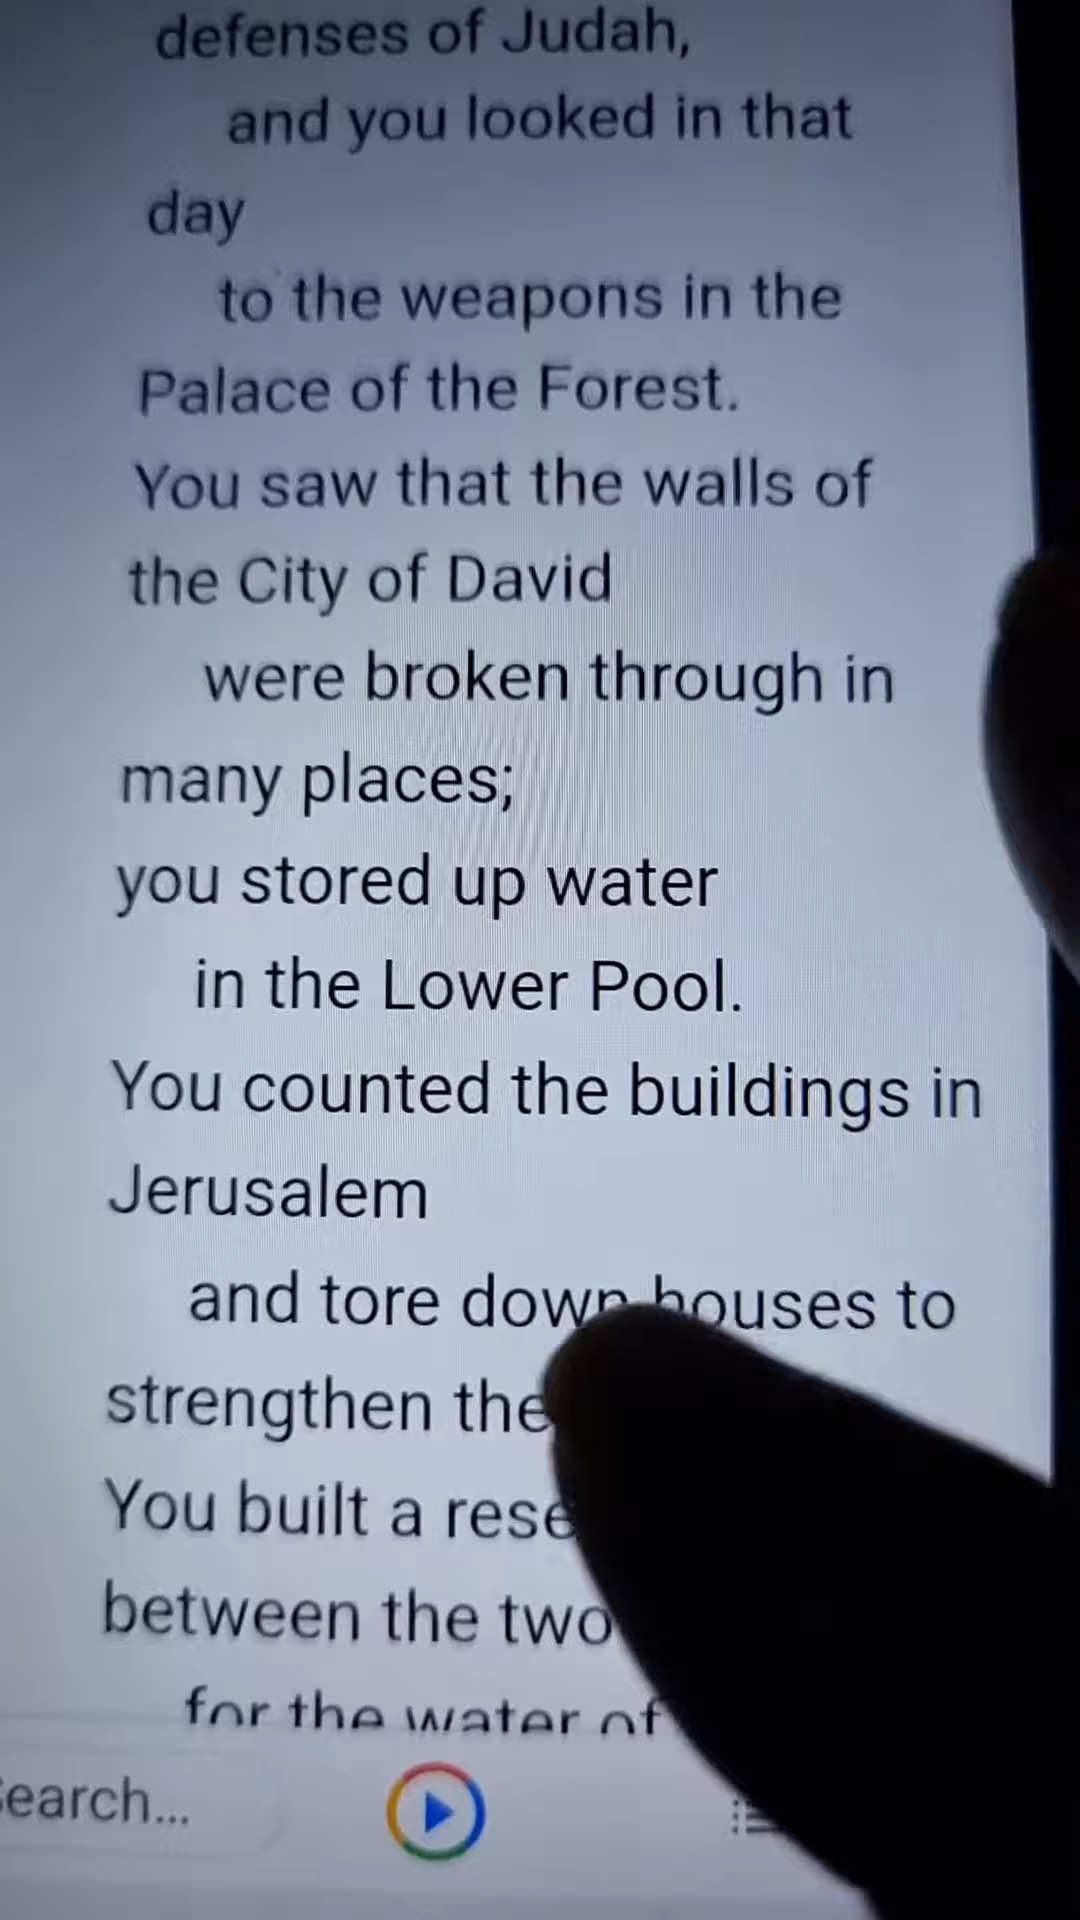 defenses of Judah,
and you looked in that
day
to the weapons in the
Palace of the Forest.
You saw that the walls of
the City of David
were broken through in
many places;
you stored up water
in the Lower Pool.
You counted the buildings in
Jerusalem
and tore down houses to
strengthen the
You built a rese
between the two
for the water of
earch...